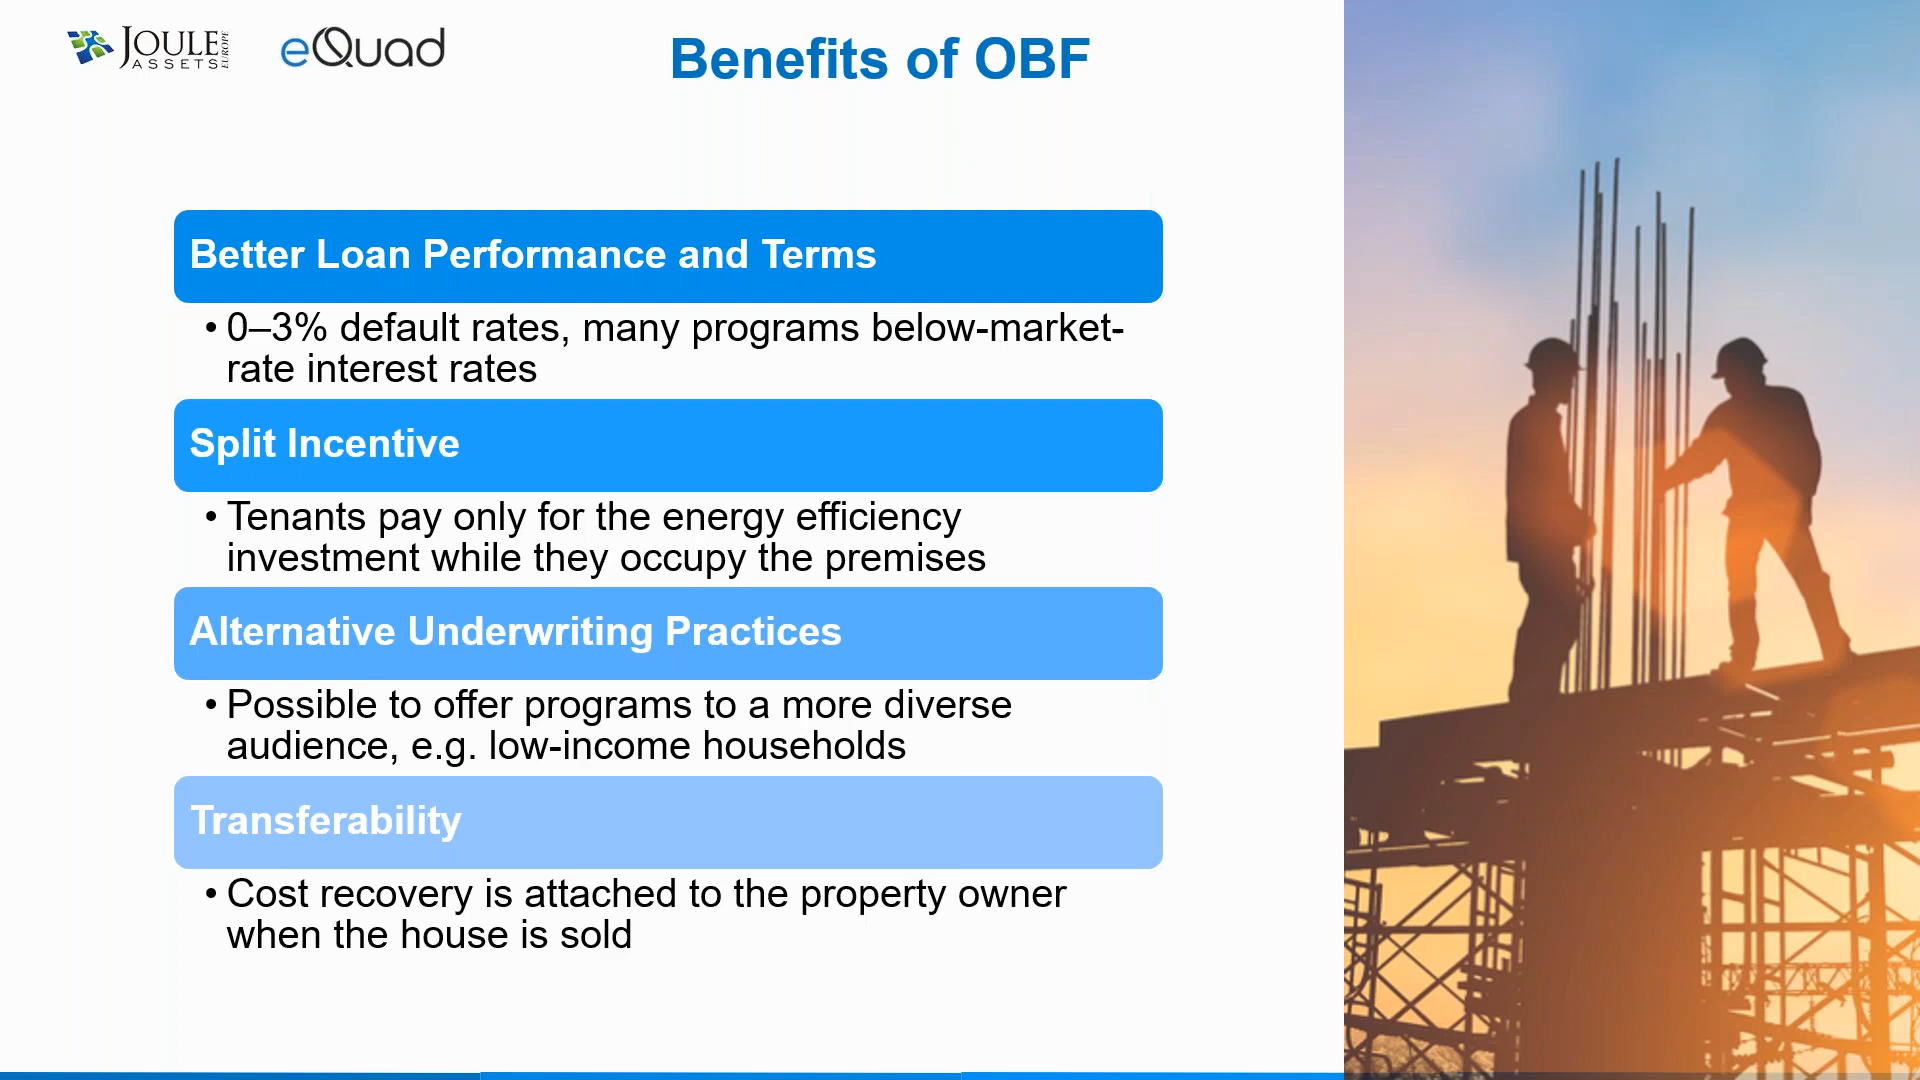 JOULE
ASSETS
EUROPE
eQuad
Benefits of OBF
Better Loan Performance and Terms
• 0–3% default rates, many programs below-market-
rate interest rates
Split Incentive
• Tenants pay only for the energy efficiency
investment while they occupy the premises
Alternative Underwriting Practices
• Possible to offer programs to a more diverse
audience, e.g. low-income households
Transferability
• Cost recovery is attached to the property owner
when the house is sold